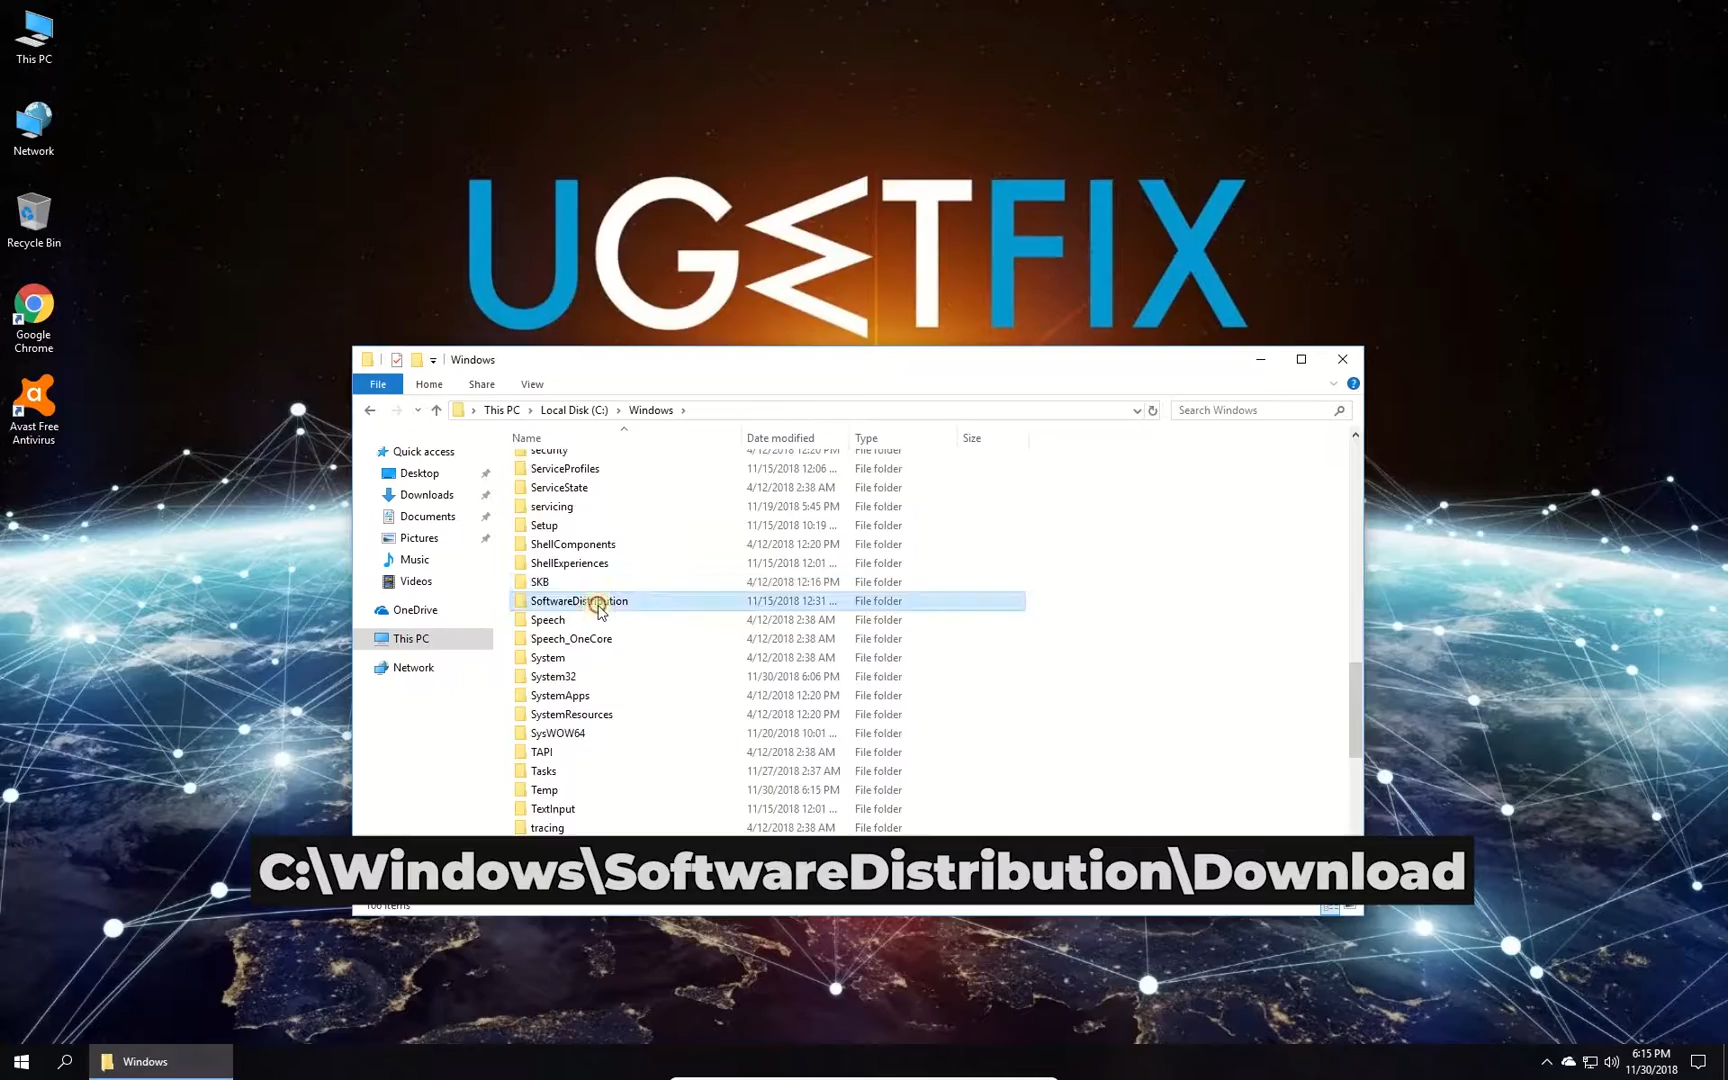 This PC
Network
Recycle Bin
Google
Chrome
Avast Free
Antivirus
UGETFIX
Windows
File Home Share View
This PC Local Disk (C:) Windows
Search Windows
Quick access
Desktop
Downloads
Documents
Pictures
Music
Videos
OneDrive
This PC
Network
Name Date modified Type Size
security 4/12/2018 12:20 PM File folder
ServiceProfiles 11/15/2018 12:06 ... File folder
ServiceState 4/12/2018 2:38 AM File folder
servicing 11/19/2018 5:45 PM File folder
Setup 11/15/2018 10:19 ... File folder
ShellComponents 4/12/2018 12:20 PM File folder
ShellExperiences 11/15/2018 12:01 ... File folder
SKB 4/12/2018 12:16 PM File folder
SoftwareDistribution 11/15/2018 12:31 ... File folder
Speech 4/12/2018 2:38 AM File folder
Speech_OneCore 4/12/2018 2:38 AM File folder
System 4/12/2018 2:38 AM File folder
System32 11/30/2018 6:06 PM File folder
SystemApps 4/12/2018 12:20 PM File folder
SystemResources 4/12/2018 12:20 PM File folder
SysWOW64 11/20/2018 10:01 ... File folder
TAPI 4/12/2018 2:38 AM File folder
Tasks 11/27/2018 2:37 AM File folder
Temp 11/30/2018 6:15 PM File folder
TextInput 11/15/2018 12:01 ... File folder
tracing 4/12/2018 2:38 AM File folder
C:\Windows\SoftwareDistribution\Download
items
Windows
6:15 PM
11/30/2018